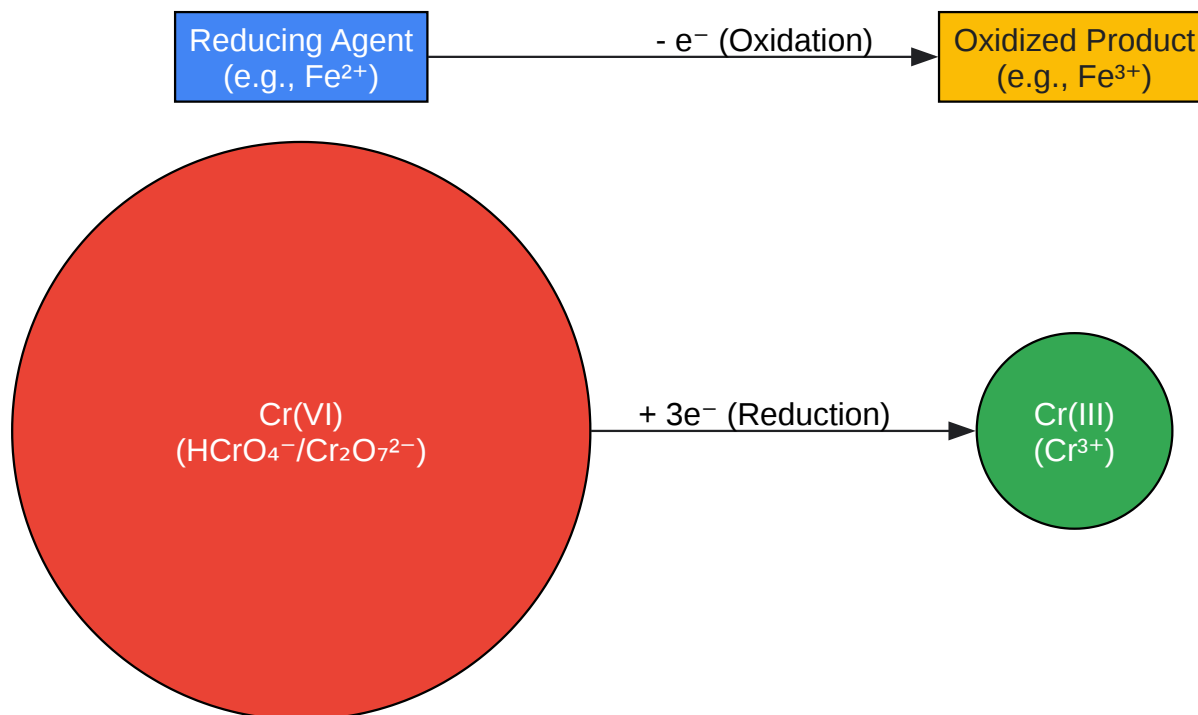 Reducing Agent
(e.g., Fe²⁺)
- e⁻ (Oxidation)
Oxidized Product
(e.g., Fe³⁺)
Cr(VI)
(HCrO₄⁻/Cr₂O₇²⁻)
+ 3e⁻ (Reduction)
Cr(III)
(Cr³⁺)